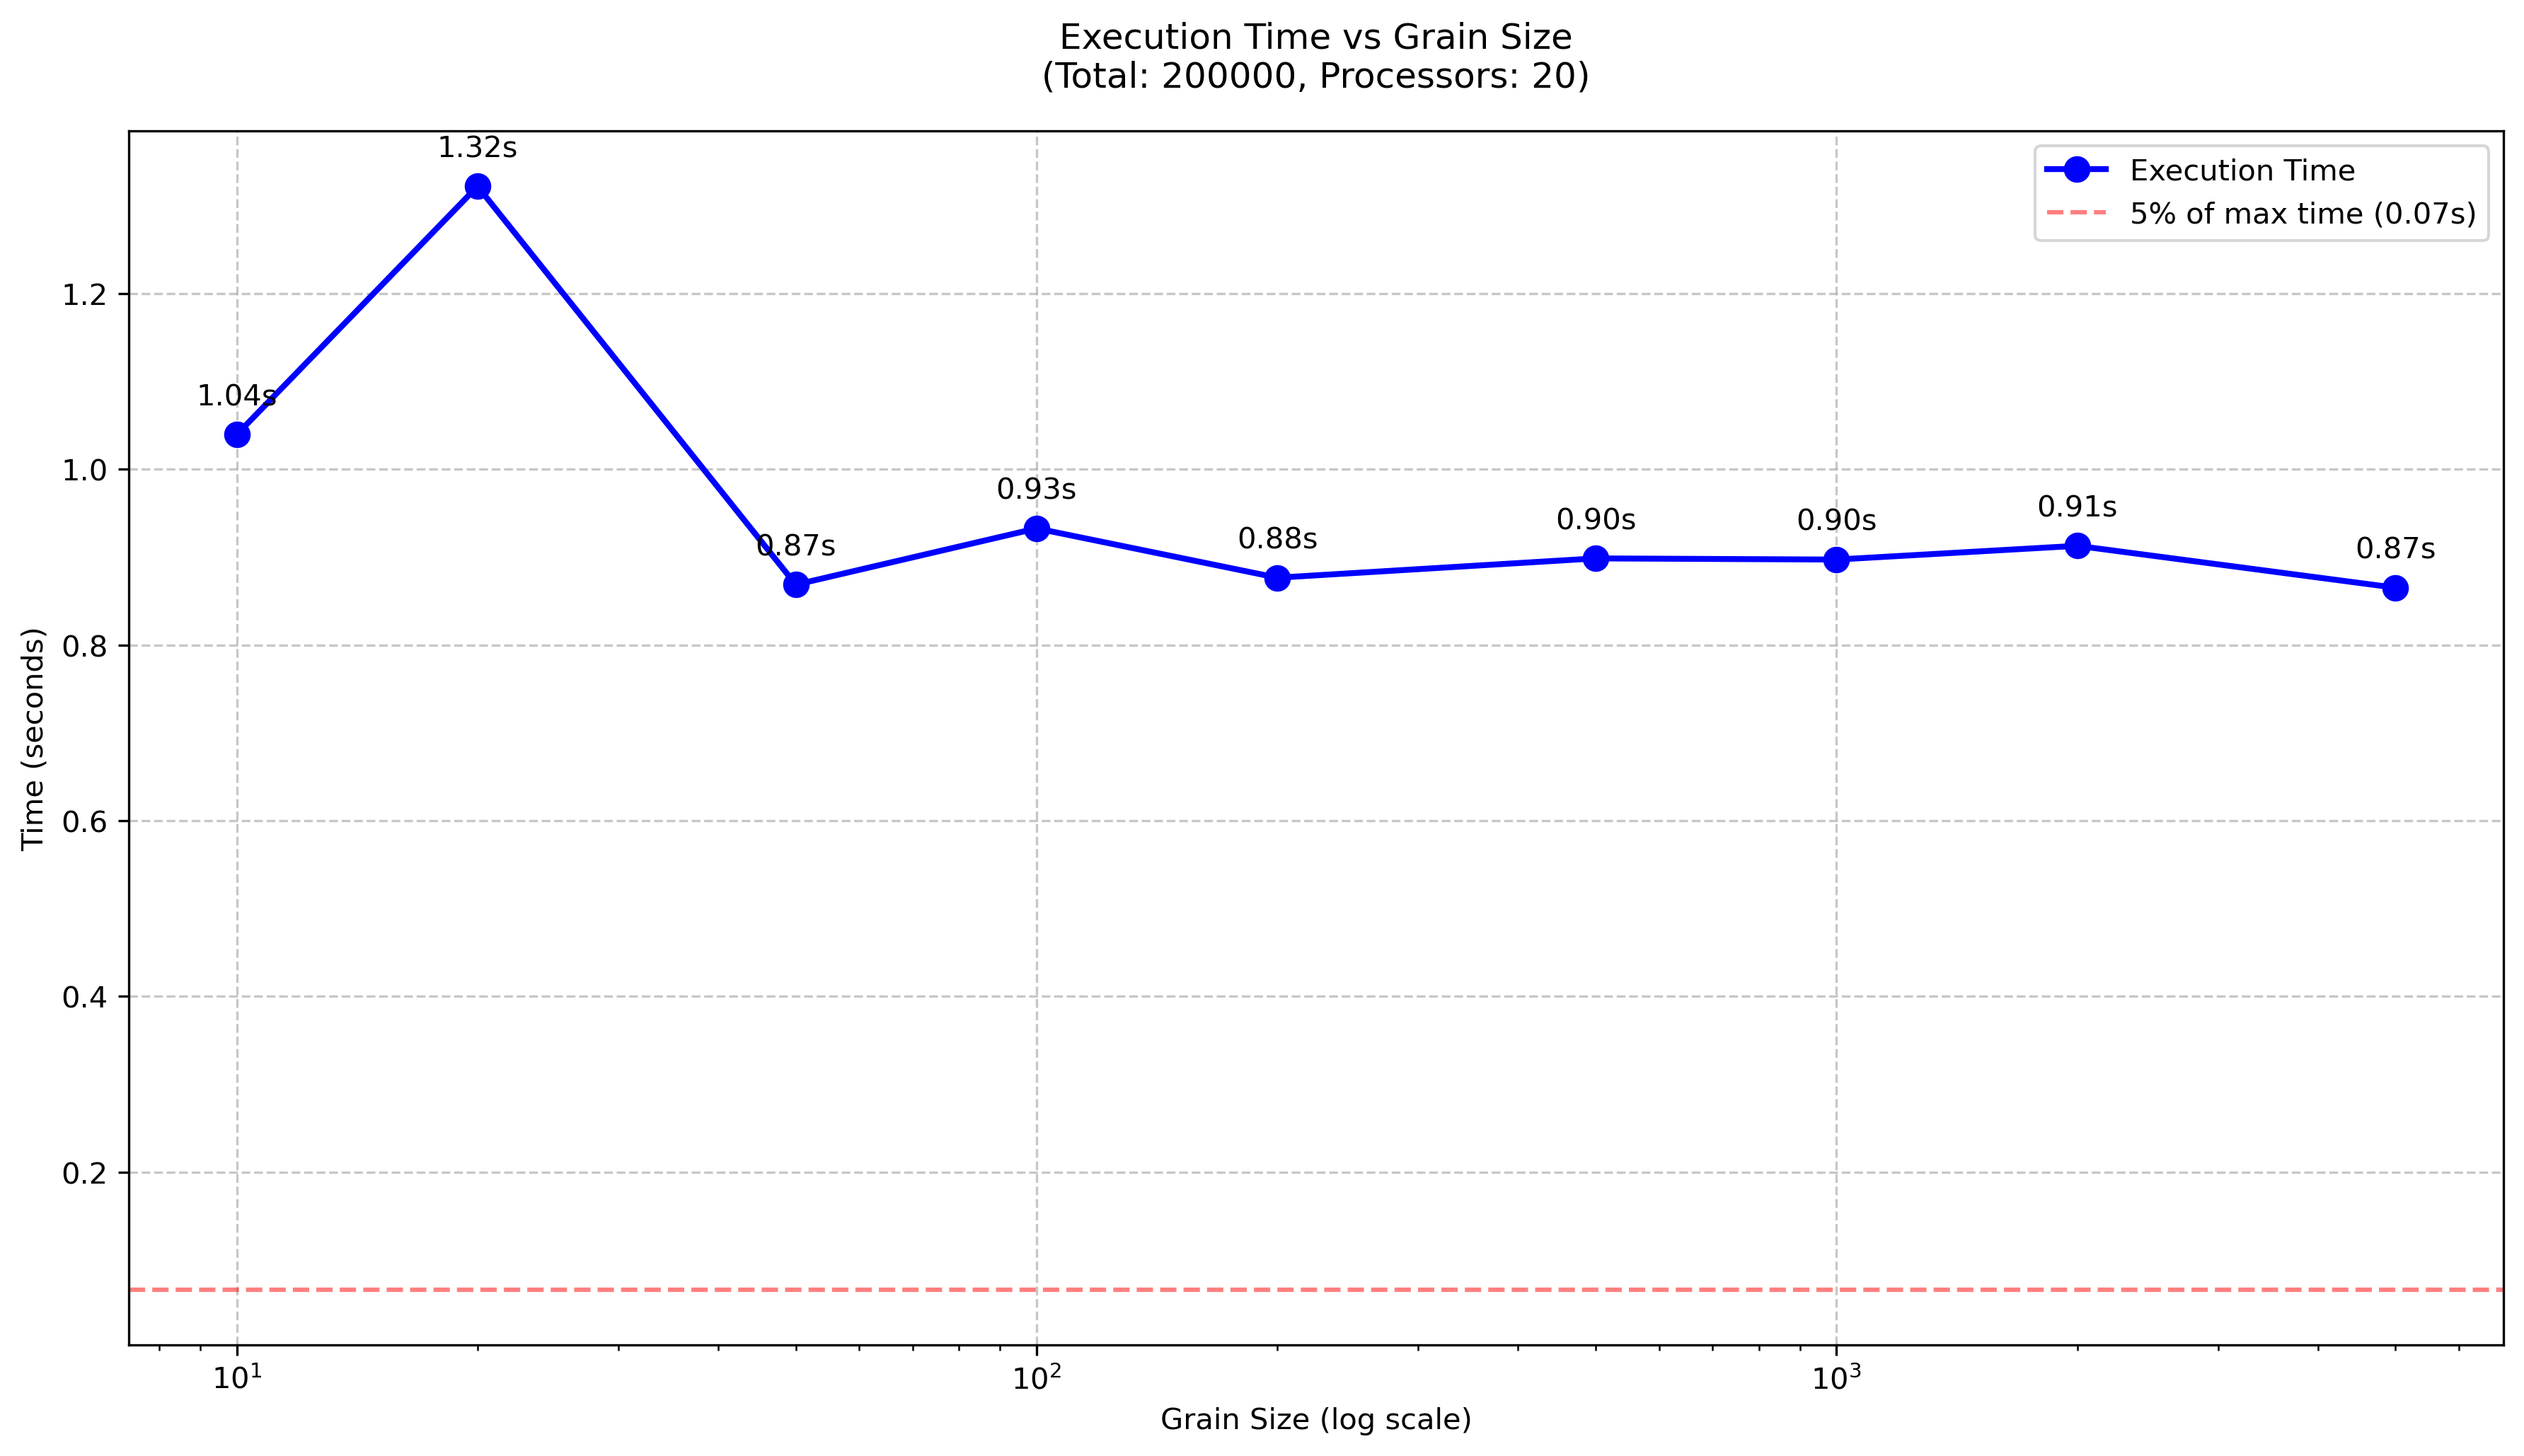 Execution Time vs Grain Size
(Total: 200000, Processors: 20)
Execution Time
5% of max time (0.07s)
1.32s
1.04s
0.87s
0.93s
0.88s
0.90s
0.90s
0.91s
0.87s
1.2
1.0
0.8
0.6
0.4
0.2
Time (seconds)
10¹
10²
10³
Grain Size (log scale)